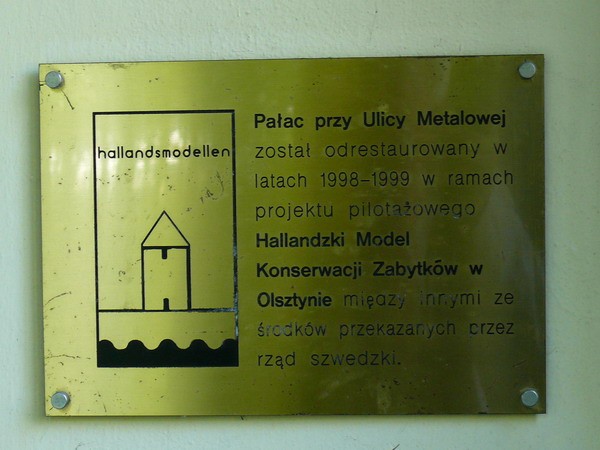 hallandsmodellen
Pałac przy Ulicy Metalowej
został odrestaurowany w
latach 1998-1999 w ramach
projektu pilotażowego
Hallandzki Model
Konserwacji Zabytków w
Olsztynie między innymi ze
środków przekazanych przez
rząd szwedzki.